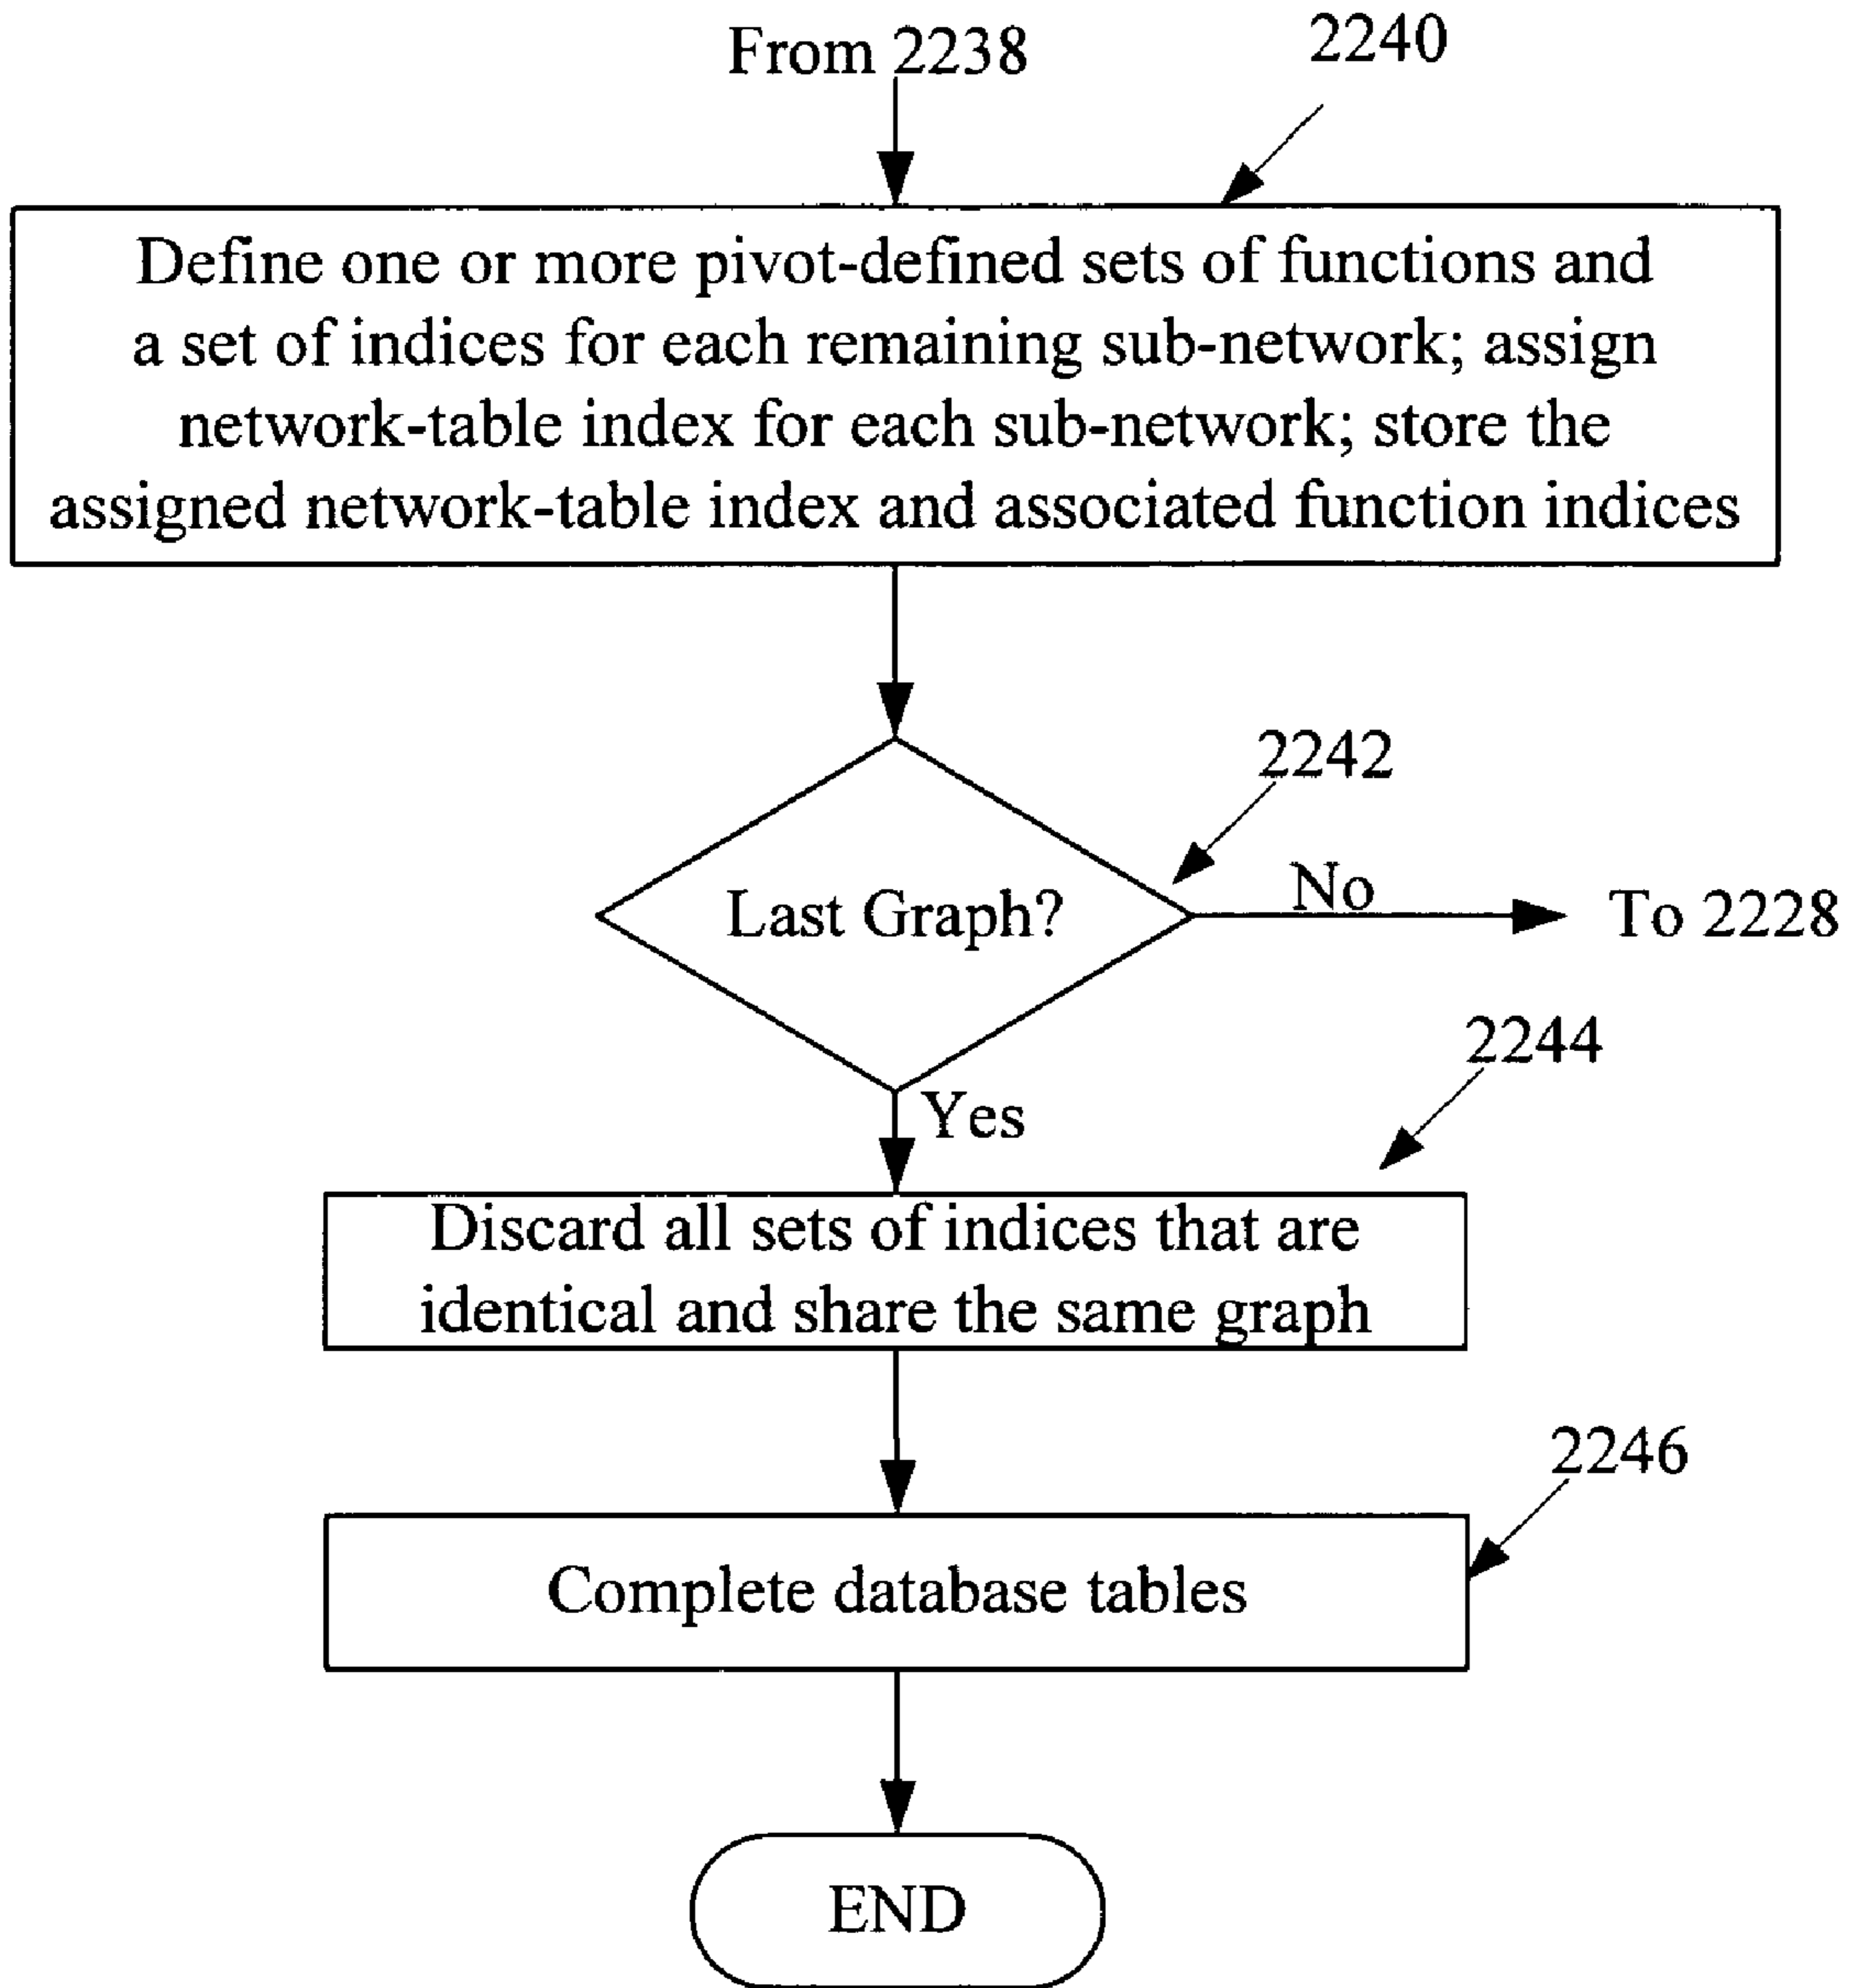 From 2238
2240
Define one or more pivot-defined sets of functions and
a set of indices for each remaining sub-network; assign
network-table index for each sub-network; store the
assigned network-table index and associated function indices
2242
Last Graph?
No
To 2228
Yes
2244
Discard all sets of indices that are
identical and share the same graph
2246
Complete database tables
END